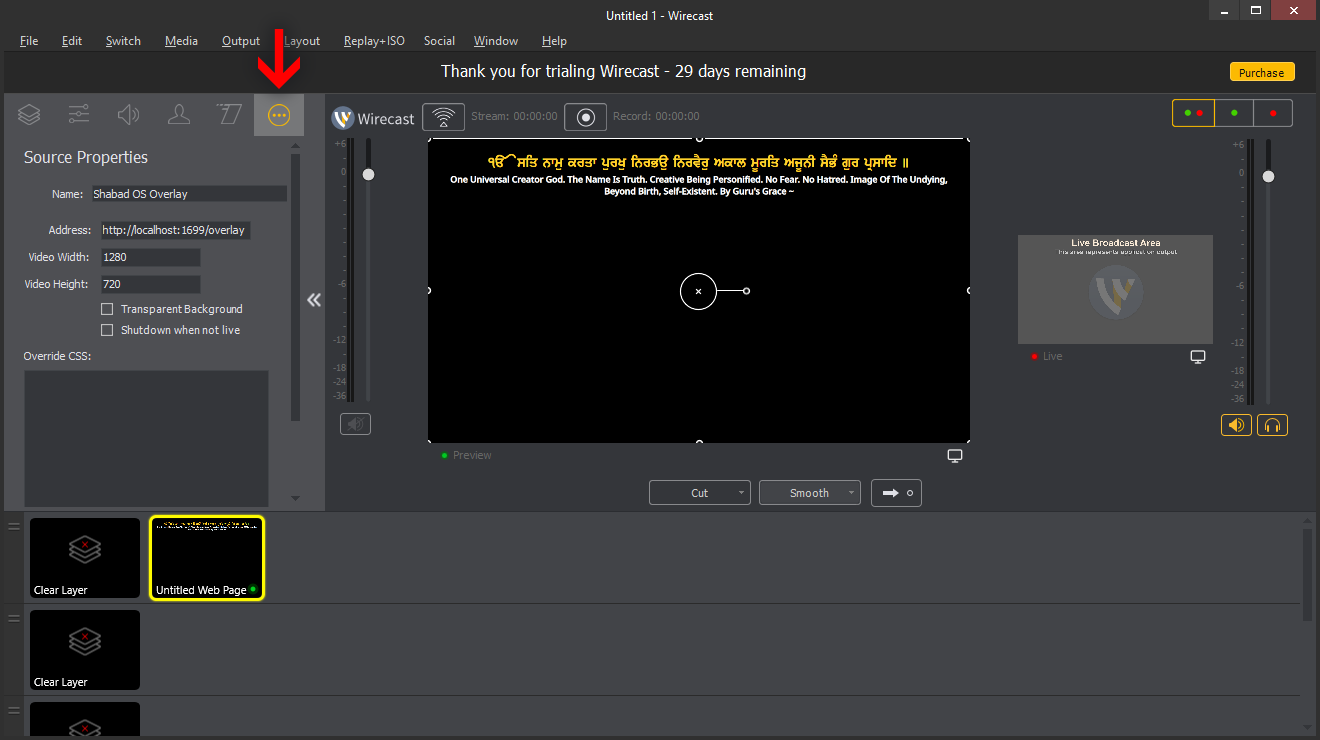 Untitled 1 - Wirecast
File Edit Switch Media Output Layout Replay+ISO Social Window Help
Thank you for trialing Wirecast - 29 days remaining
Purchase
Wirecast
Stream: 00:00:00
Record: 00:00:00
Source Properties
Name: Shabad OS Overlay
Address: http://localhost:1699/overlay
Video Width: 1280
Video Height: 720
Transparent Background
Shutdown when not live
Override CSS:
+6
0
-6
-12
-18
-24
-36
ੴ ਸਤਿ ਨਾਮੁ ਕਰਤਾ ਪੁਰਖੁ ਨਿਰਭਉ ਨਿਰਵੈਰੁ ਅਕਾਲ ਮੂਰਤਿ ਅਜੂਨੀ ਸੈਭੰ ਗੁਰ ਪ੍ਰਸਾਦਿ ॥
One Universal Creator God. The Name Is Truth. Creative Being Personified. No Fear. No Hatred. Image Of The Undying,
Beyond Birth, Self-Existent. By Guru's Grace ~
Preview
Live Broadcast Area
This area represents application output
Live
+6
0
-6
-12
-18
-24
-36
Cut
Smooth
Clear Layer
Untitled Web Page
Clear Layer